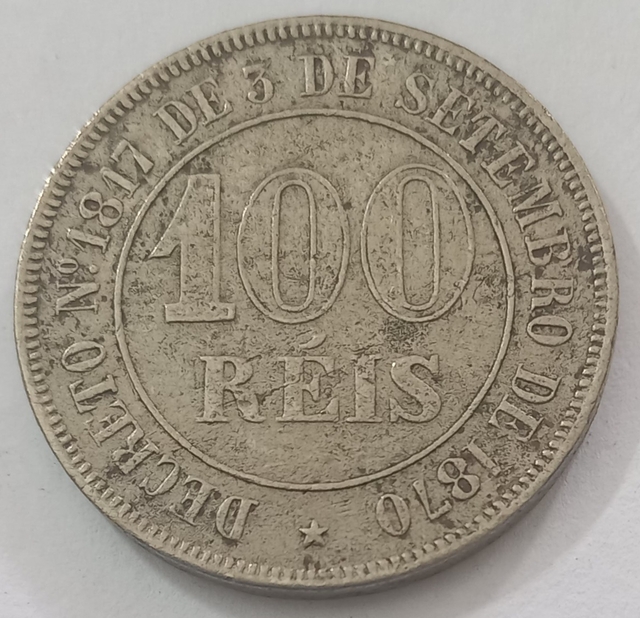 DECRETO Nº. 1817 DE 3 DE SETEMBRO DE 1870
100
RÉIS